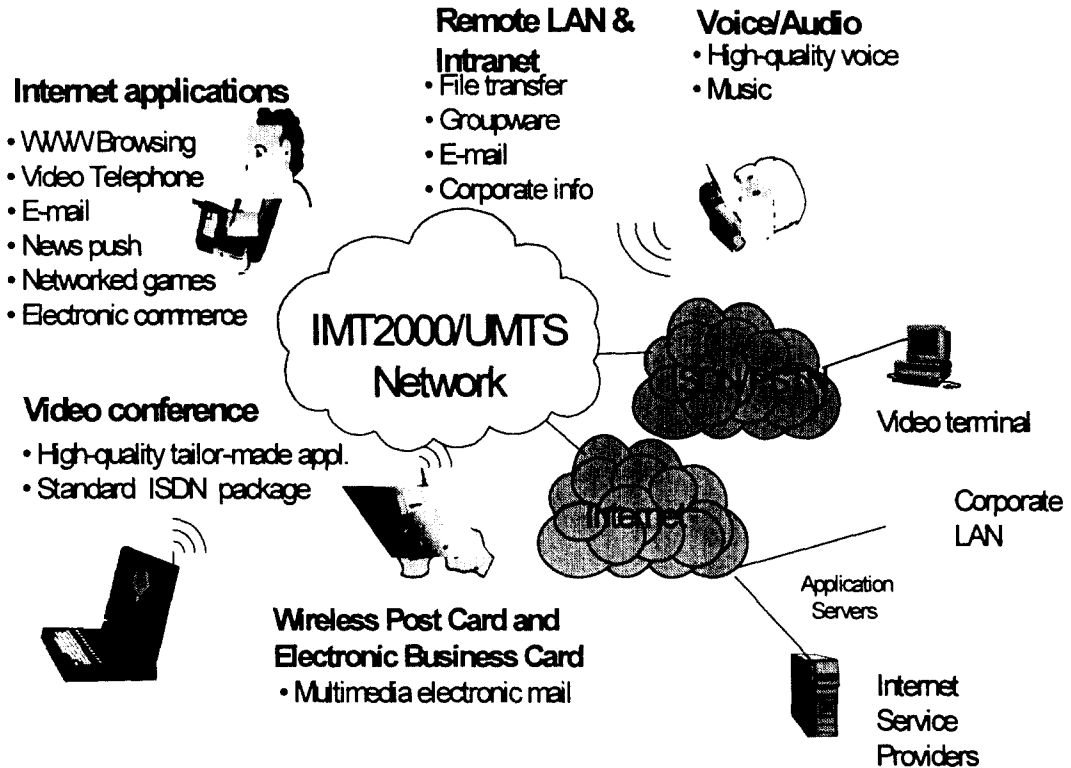 Remote LAN &
Intranet
• File transfer
• Groupware
• E-mail
• Corporate info
Voice/Audio
• High-quality voice
• Music
Internet applications
• WWW Browsing
• Video Telephone
• E-mail
• News push
• Networked games
• Electronic commerce
IMT2000/UMTS
Network
ISDN/PSTN
Video terminal
Video conference
• High-quality tailor-made appl.
• Standard ISDN package
Internet
Corporate
LAN
Application
Servers
Wireless Post Card and
Electronic Business Card
• Multimedia electronic mail
Internet
Service
Providers